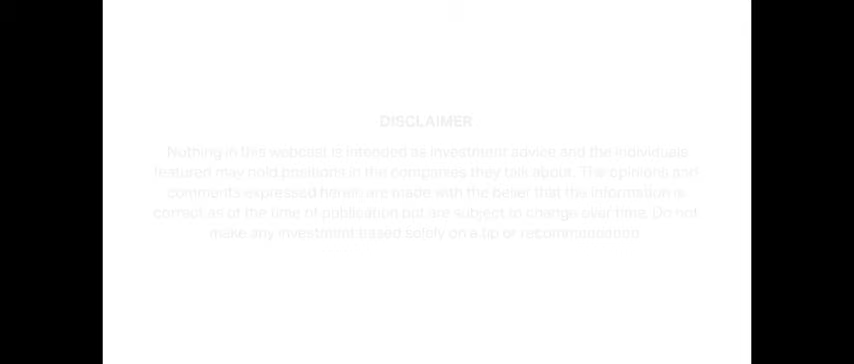 DISCLAIMER
Nothing in this webcast is intended as investment advice and the individuals
featured may hold positions in the companies they talk about. The opinions and
comments expressed herein are made with the belief that the information is
correct as of the time of publication but are subject to change over time. Do not
make any investment based solely on a tip or recommendation.